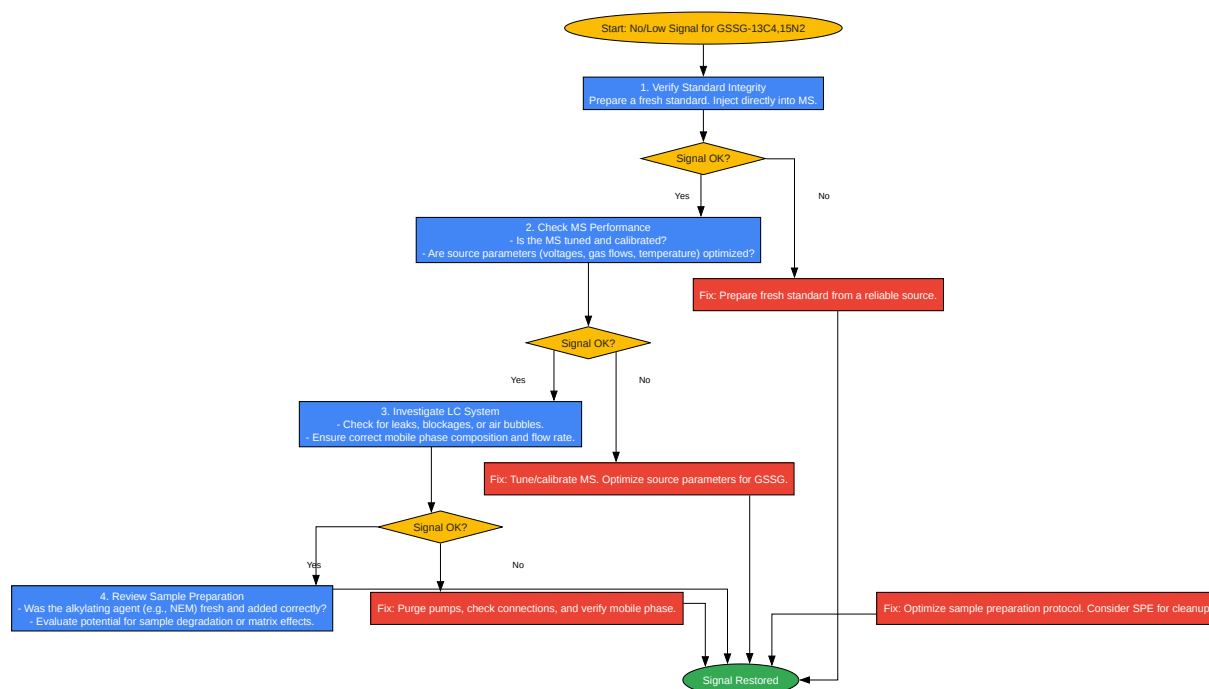 Start: No/Low Signal for GSSG-13C4,15N2
1. Verify Standard Integrity
Prepare a fresh standard. Inject directly into MS.
Signal OK?
Yes
No
2. Check MS Performance
- Is the MS tuned and calibrated?
- Are source parameters (voltages, gas flows, temperature) optimized?
Fix: Prepare fresh standard from a reliable source.
Signal OK?
Yes
No
3. Investigate LC System
- Check for leaks, blockages, or air bubbles.
- Ensure correct mobile phase composition and flow rate.
Fix: Tune/calibrate MS. Optimize source parameters for GSSG.
Signal OK?
Yes
No
4. Review Sample Preparation
- Was the alkylating agent (e.g., NEM) fresh and added correctly?
- Evaluate potential for sample degradation or matrix effects.
Fix: Purge pumps, check connections, and verify mobile phase.
Fix: Optimize sample preparation protocol. Consider SPE for cleanup
Signal Restored